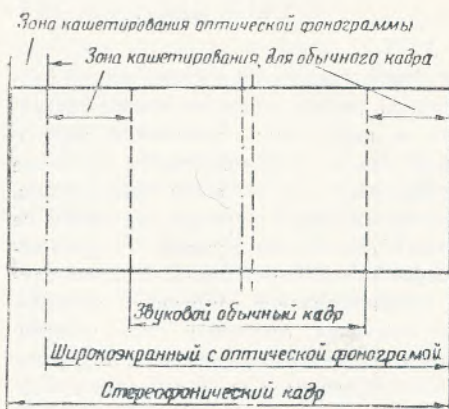 Зона кашетирования оптической фонограммы
Зона кашетирования для обычного кадра
Звуковой обычный кадр
Широкоэкранный с оптической фонограмой
Стереофонический кадр